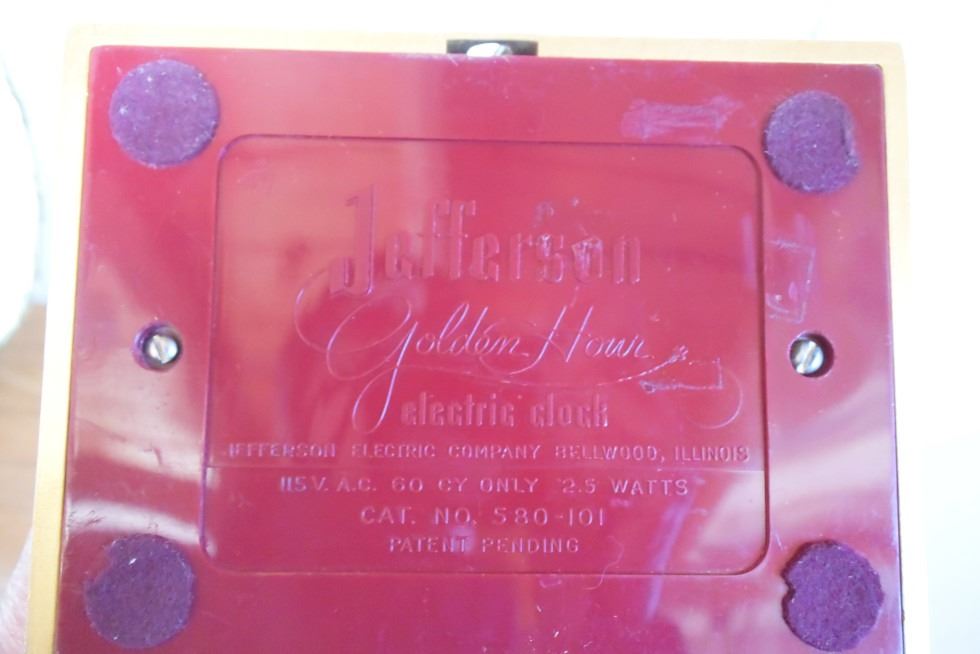 Jefferson
Golden Hour
electric clock
JEFFERSON ELECTRIC COMPANY BELLWOOD, ILLINOIS
115 V. A.C. 60 CY ONLY 2.5 WATTS
CAT. NO. 580-101
PATENT PENDING